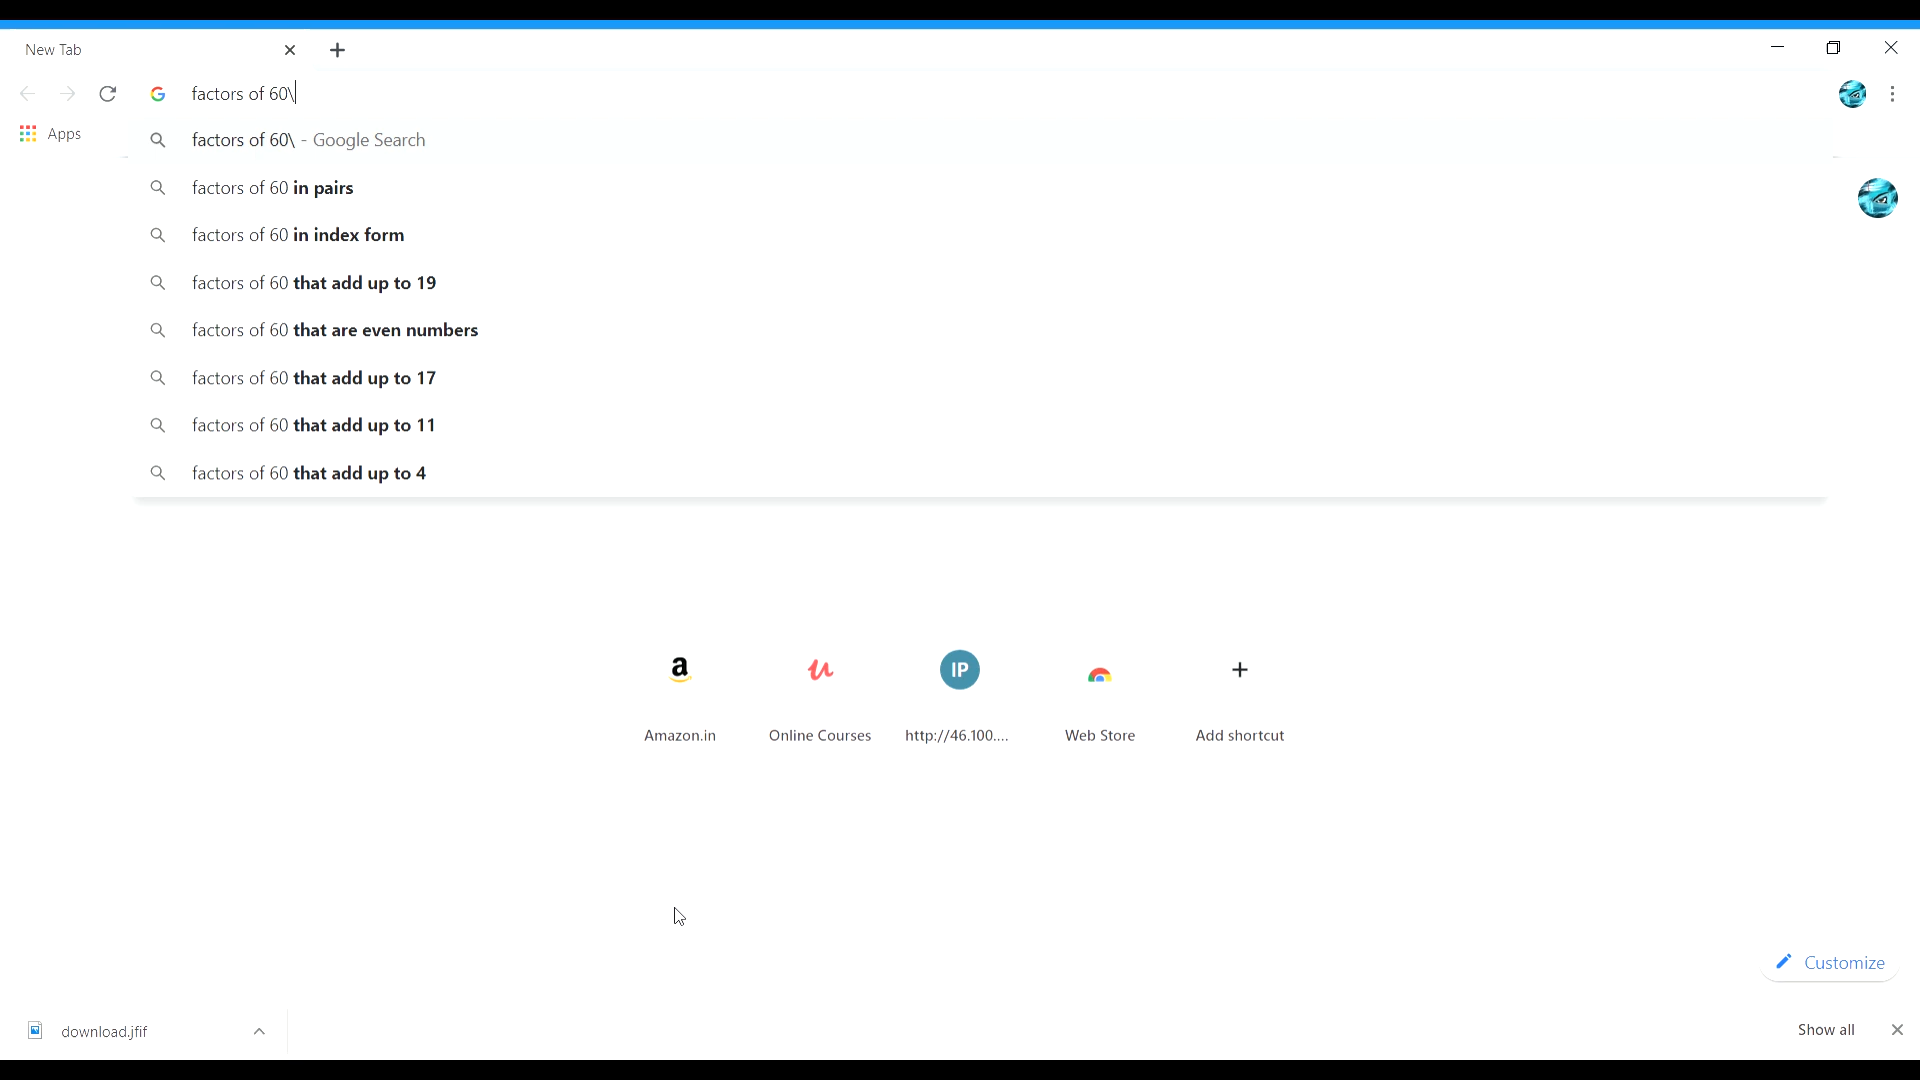 New Tab
factors of 60\
Apps
factors of 60\ - Google Search
factors of 60 in pairs
factors of 60 in index form
factors of 60 that add up to 19
factors of 60 that are even numbers
factors of 60 that add up to 17
factors of 60 that add up to 11
factors of 60 that add up to 4
a
u
IP
Amazon.in
Online Courses
http://46.100....
Web Store
Add shortcut
Customize
download.jfif
Show all